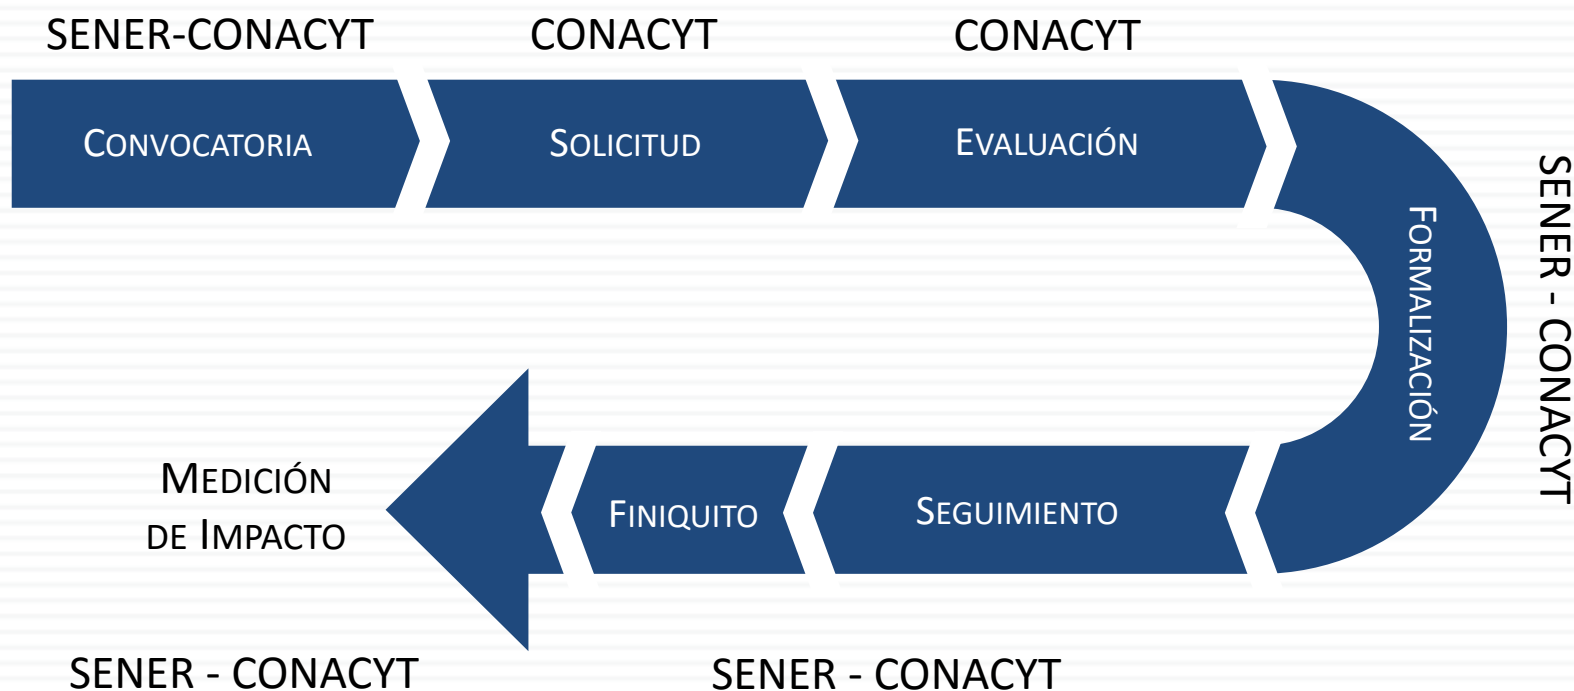 SENER-CONACYT
CONACYT
CONACYT
CONVOCATORIA
SOLICITUD
EVALUACIÓN
FORMALIZACIÓN
SENER - CONACYT
SEGUIMIENTO
FINIQUITO
MEDICIÓN
DE IMPACTO
SENER - CONACYT
SENER - CONACYT